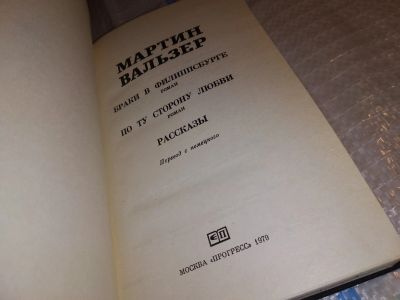 МАРТИН
ВАЛЬЗЕР
БРАКИ В ФИЛИППСБУРГЕ
РОМАН
ПО ТУ СТОРОНУ ЛЮБВИ
РОМАН
РАССКАЗЫ
Перевод с немецкого
МОСКВА «ПРОГРЕСС» 1979